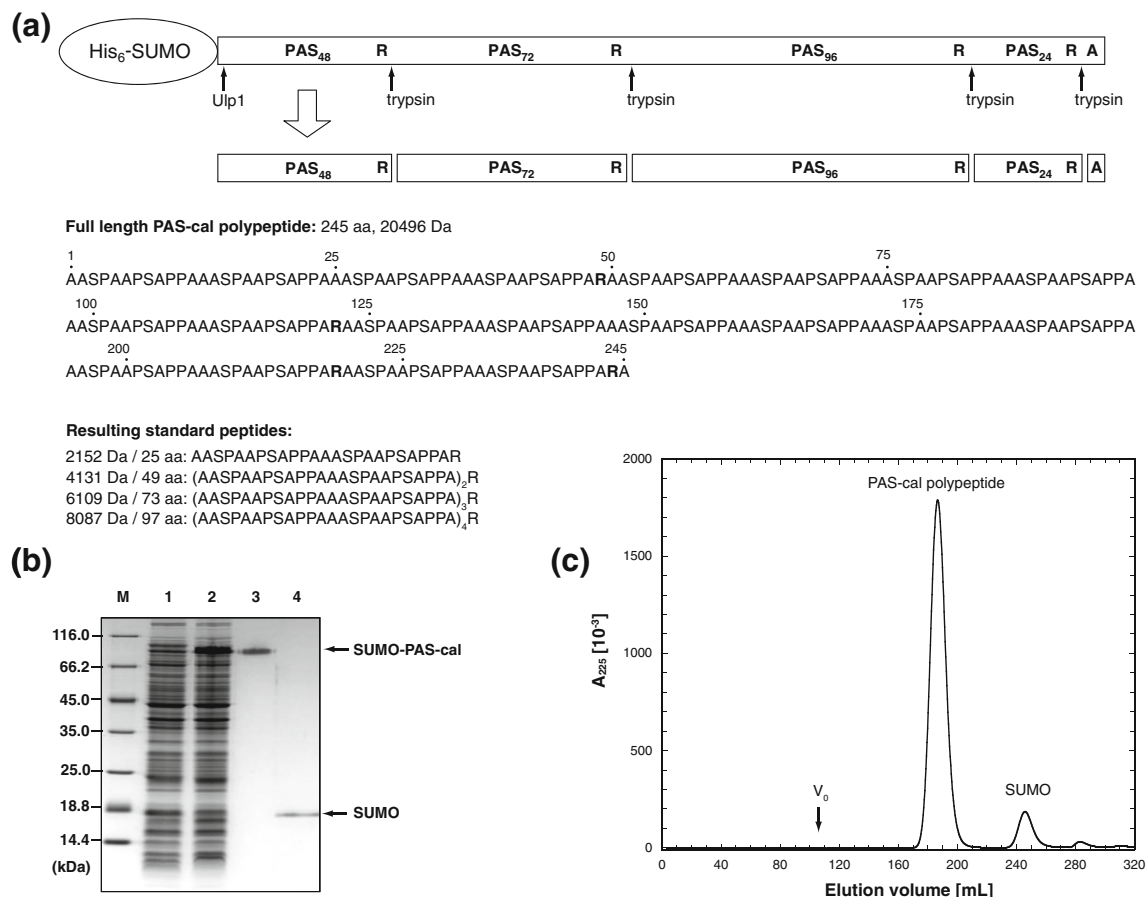 (a)
His6-SUMO
PAS48 R PAS72 R PAS96 R PAS24 R A
Ulp1 trypsin trypsin trypsin trypsin
PAS48 R PAS72 R PAS96 R PAS24 R A
Full length PAS-cal polypeptide: 245 aa, 20496 Da
1 25 50 75
AASPAAPSAPPAAASPAAPSAPPAAASPAAPSAPPAAASPAAPSAPPARAASPAAPSAPPAAASPAAPSAPPAAASPAAPSAPPAAASPAAPSAPPA
100 125 150 175
AASPAAPSAPPAAASPAAPSAPPARAASPAAPSAPPAAASPAAPSAPPAAASPAAPSAPPAAASPAAPSAPPAAASPAAPSAPPAAASPAAPSAPPA
200 225 245
AASPAAPSAPPAAASPAAPSAPPARAASPAAPSAPPAAASPAAPSAPPARA
Resulting standard peptides:
2152 Da / 25 aa: AASPAAPSAPPAAASPAAPSAPPAR
4131 Da / 49 aa: (AASPAAPSAPPAAASPAAPSAPPA)2R
6109 Da / 73 aa: (AASPAAPSAPPAAASPAAPSAPPA)3R
8087 Da / 97 aa: (AASPAAPSAPPAAASPAAPSAPPA)4R
(b)
M 1 2 3 4
116.0
66.2
45.0
35.0
25.0
18.8
14.4
(kDa)
SUMO-PAS-cal
SUMO
(c)
2000
1500
1000
500
0
A225 [10-3]
PAS-cal polypeptide
V0
SUMO
0 40 80 120 160 200 240 280 320
Elution volume [mL]